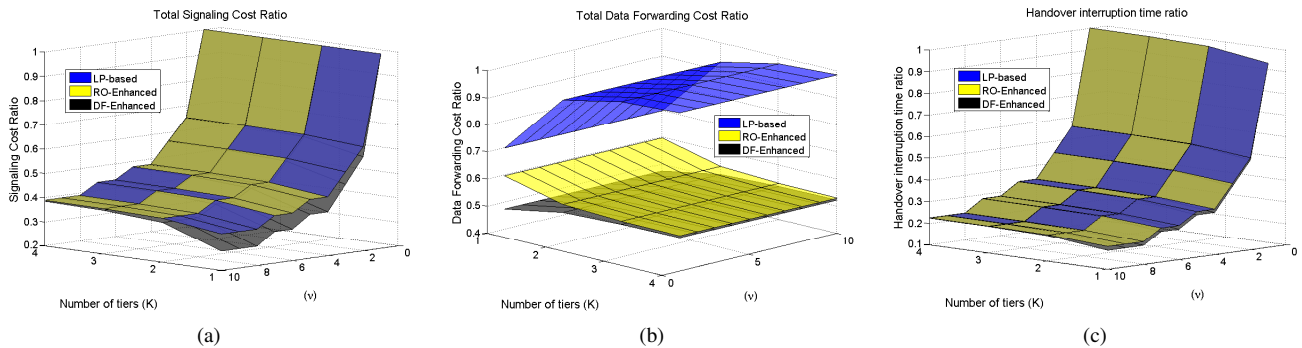 Total Signaling Cost Ratio
Signaling Cost Ratio
1
0.9
0.8
0.7
0.6
0.5
0.4
0.3
0.2
LP-based
RO-Enhanced
DF-Enhanced
4
3
2
1
10
8
6
4
2
0
Number of tiers (K)
(ν)
(a)
Total Data Forwarding Cost Ratio
Data Forwarding Cost Ratio
1
0.9
0.8
0.7
0.6
0.5
0.4
LP-based
RO-Enhanced
DF-Enhanced
1
2
3
4
0
5
10
Number of tiers (K)
(ν)
(b)
Handover interruption time ratio
Handover interruption time ratio
1
0.9
0.8
0.7
0.6
0.5
0.4
0.3
0.2
0.1
LP-based
RO-Enhanced
DF-Enhanced
4
3
2
1
10
8
6
4
2
0
Number of tiers (K)
(ν)
(c)